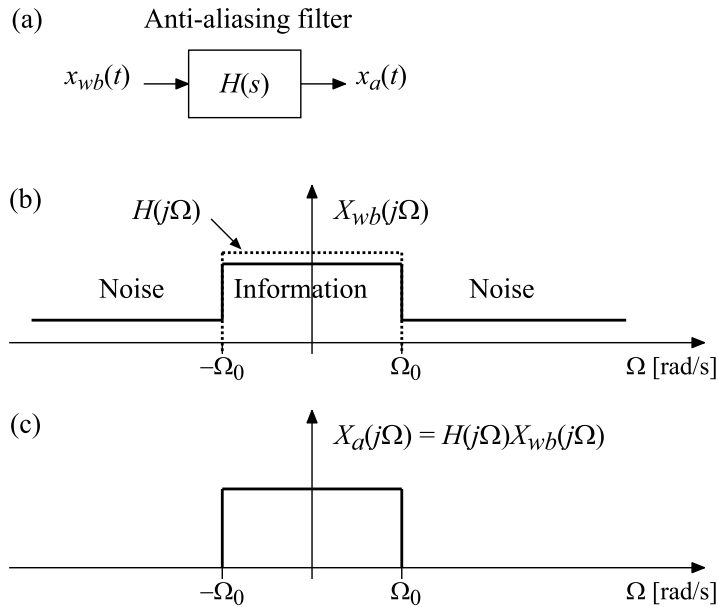 (a)
Anti-aliasing filter
x_wb(t) H(s) x_a(t)
(b)
H(jΩ) X_wb(jΩ)
Noise Information Noise
−Ω₀ Ω₀ Ω [rad/s]
(c)
X_a(jΩ) = H(jΩ)X_wb(jΩ)
−Ω₀ Ω₀ Ω [rad/s]